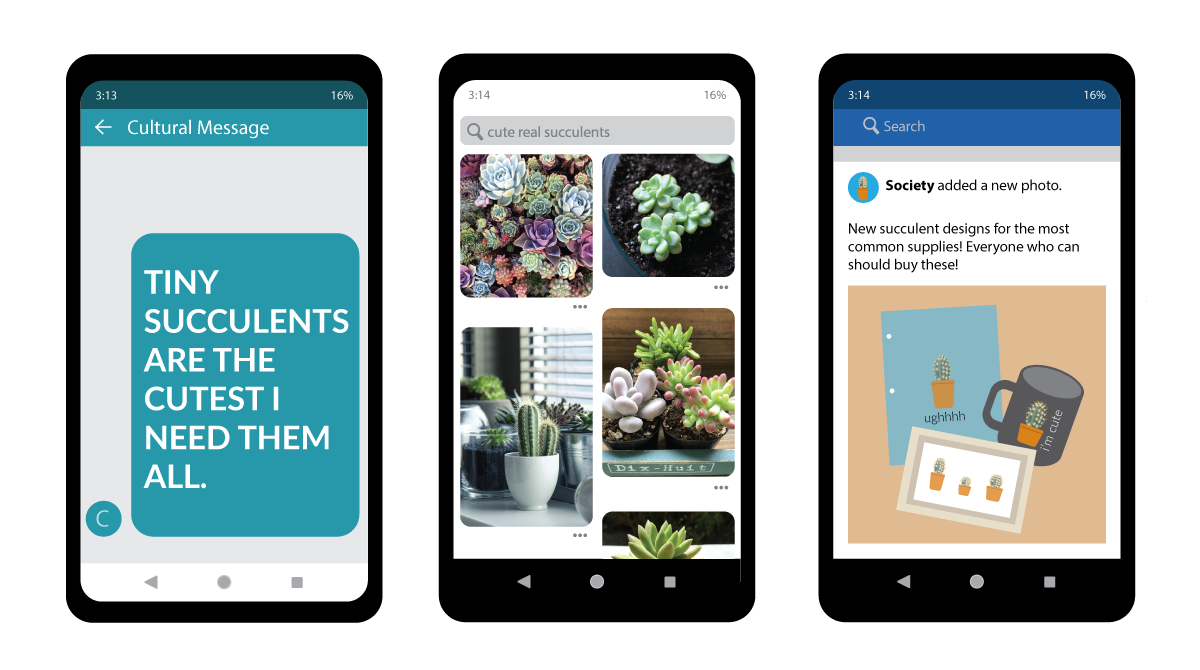 3:13 16%
Cultural Message
TINY
SUCCULENTS
ARE THE
CUTEST I
NEED THEM
ALL.
C
3:14 16%
cute real succulents
Dix-Huit
3:14 16%
Search
Society added a new photo.
New succulent designs for the most
common supplies! Everyone who can
should buy these!
ughhhh
i'm cute